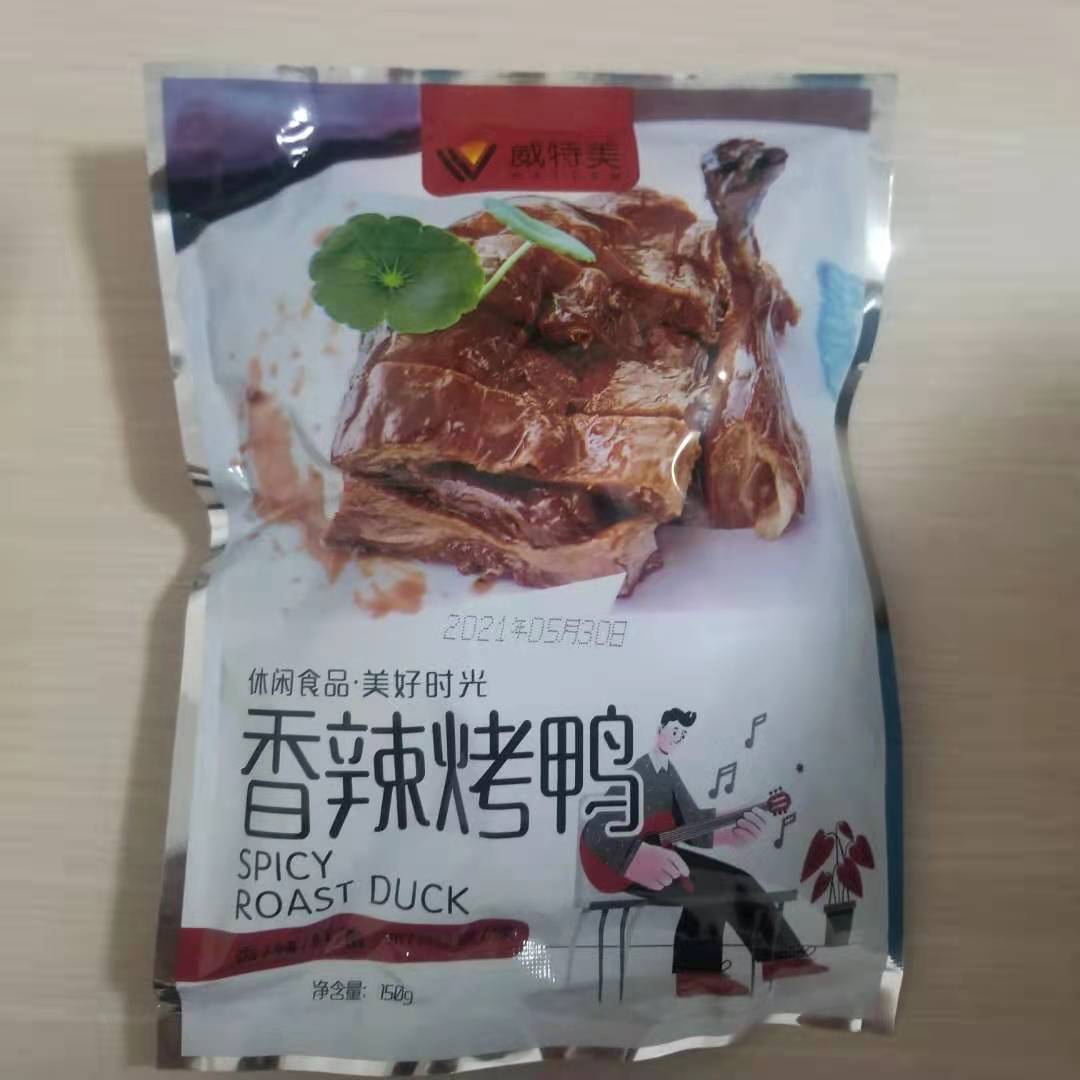 威特美
2021年05月30日
休闲食品·美好时光
香辣烤鸭
SPICY
ROAST DUCK
净含量: 150g